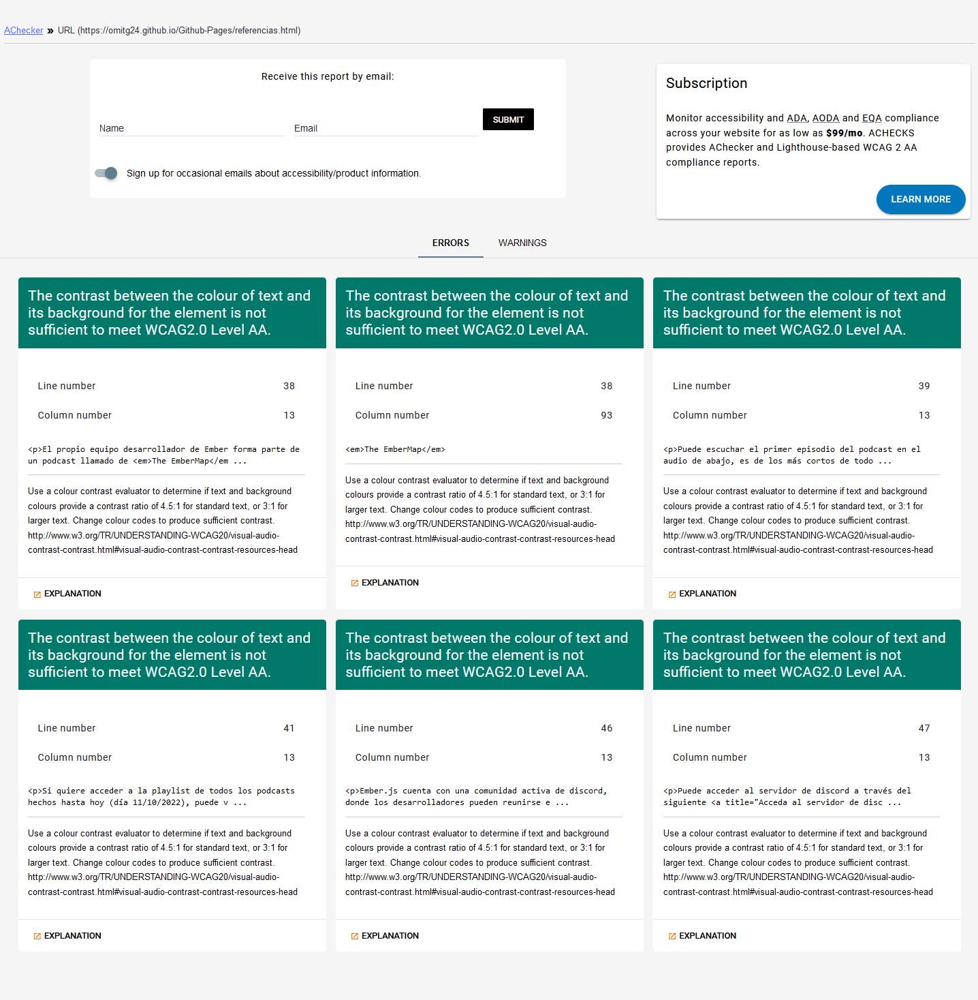 AChecker » URL (https://omitg24.github.io/Github-Pages/referencias.html)
Receive this report by email:
Name
Email
SUBMIT
Sign up for occasional emails about accessibility/product information.
Subscription
Monitor accessibility and ADA, AODA and EQA compliance
across your website for as low as $99/mo. ACHECKS
provides AChecker and Lighthouse-based WCAG 2 AA
compliance reports.
LEARN MORE
ERRORS
WARNINGS
The contrast between the colour of text and
its background for the element is not
sufficient to meet WCAG2.0 Level AA.
Line number 38
Column number 13
<p>El propio equipo desarrollador de Ember forma parte de
un podcast llamado de <em>The EmberMap</em ...
Use a colour contrast evaluator to determine if text and background
colours provide a contrast ratio of 4.5:1 for standard text, or 3:1 for
larger text. Change colour codes to produce sufficient contrast.
http://www.w3.org/TR/UNDERSTANDING-WCAG20/visual-audio-
contrast-contrast.html#visual-audio-contrast-contrast-resources-head
EXPLANATION
The contrast between the colour of text and
its background for the element is not
sufficient to meet WCAG2.0 Level AA.
Line number 38
Column number 93
<em>The EmberMap</em>
Use a colour contrast evaluator to determine if text and background
colours provide a contrast ratio of 4.5:1 for standard text, or 3:1 for
larger text. Change colour codes to produce sufficient contrast.
http://www.w3.org/TR/UNDERSTANDING-WCAG20/visual-audio-
contrast-contrast.html#visual-audio-contrast-contrast-resources-head
EXPLANATION
The contrast between the colour of text and
its background for the element is not
sufficient to meet WCAG2.0 Level AA.
Line number 39
Column number 13
<p>Puede escuchar el primer episodio del podcast en el
audio de abajo, es de los más cortos de todo ...
Use a colour contrast evaluator to determine if text and background
colours provide a contrast ratio of 4.5:1 for standard text, or 3:1 for
larger text. Change colour codes to produce sufficient contrast.
http://www.w3.org/TR/UNDERSTANDING-WCAG20/visual-audio-
contrast-contrast.html#visual-audio-contrast-contrast-resources-head
EXPLANATION
The contrast between the colour of text and
its background for the element is not
sufficient to meet WCAG2.0 Level AA.
Line number 41
Column number 13
<p>Si quiere acceder a la playlist de todos los podcasts
hechos hasta hoy (día 11/10/2022), puede v ...
Use a colour contrast evaluator to determine if text and background
colours provide a contrast ratio of 4.5:1 for standard text, or 3:1 for
larger text. Change colour codes to produce sufficient contrast.
http://www.w3.org/TR/UNDERSTANDING-WCAG20/visual-audio-
contrast-contrast.html#visual-audio-contrast-contrast-resources-head
EXPLANATION
The contrast between the colour of text and
its background for the element is not
sufficient to meet WCAG2.0 Level AA.
Line number 46
Column number 13
<p>Ember.js cuenta con una comunidad activa de discord,
donde los desarrolladores pueden reunirse e ...
Use a colour contrast evaluator to determine if text and background
colours provide a contrast ratio of 4.5:1 for standard text, or 3:1 for
larger text. Change colour codes to produce sufficient contrast.
http://www.w3.org/TR/UNDERSTANDING-WCAG20/visual-audio-
contrast-contrast.html#visual-audio-contrast-contrast-resources-head
EXPLANATION
The contrast between the colour of text and
its background for the element is not
sufficient to meet WCAG2.0 Level AA.
Line number 47
Column number 13
<p>Puede acceder al servidor de discord a través del
siguiente <a title="Acceda al servidor de disc ...
Use a colour contrast evaluator to determine if text and background
colours provide a contrast ratio of 4.5:1 for standard text, or 3:1 for
larger text. Change colour codes to produce sufficient contrast.
http://www.w3.org/TR/UNDERSTANDING-WCAG20/visual-audio-
contrast-contrast.html#visual-audio-contrast-contrast-resources-head
EXPLANATION